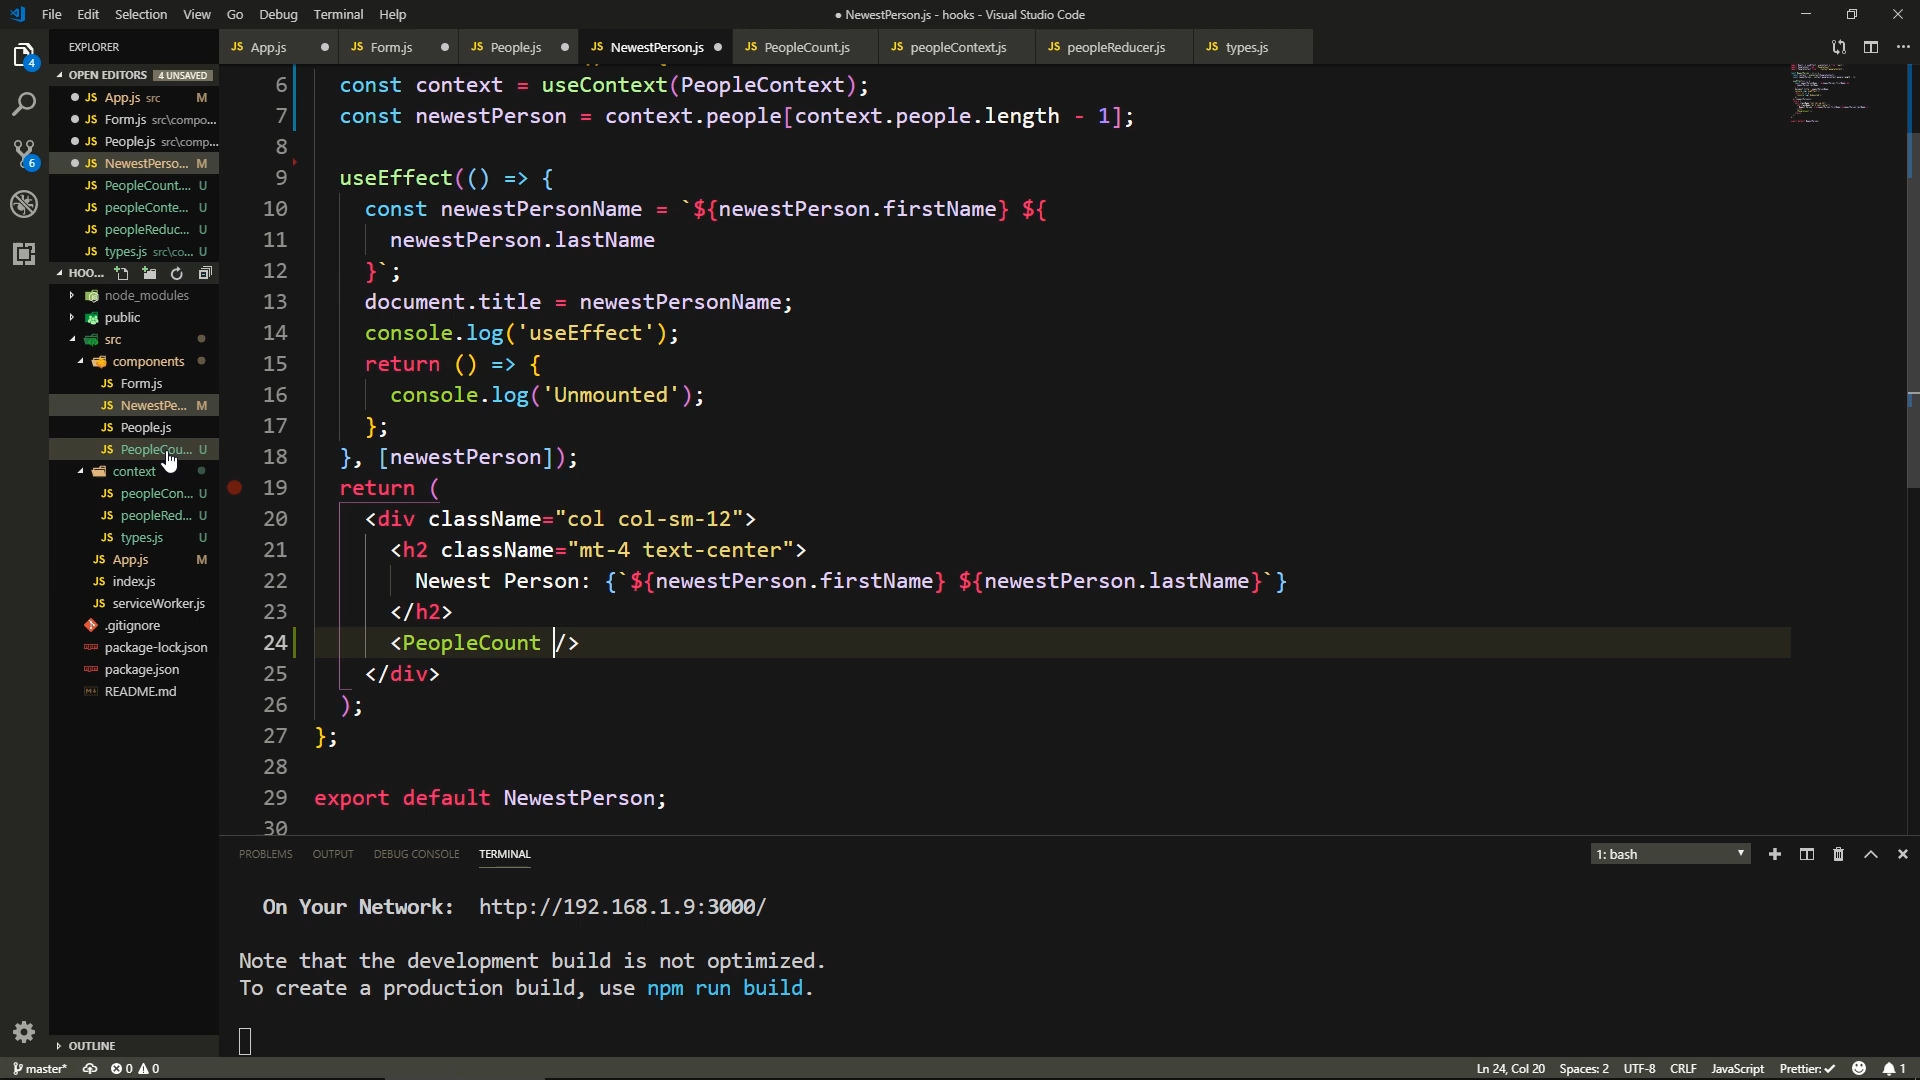 File Edit Selection View Go Debug Terminal Help
● NewestPerson.js - hooks - Visual Studio Code
EXPLORER
JS App.js JS Form.js JS People.js JS NewestPerson.js JS PeopleCount.js JS peopleContext.js JS peopleReducer.js JS types.js
4
6
OPEN EDITORS 4 UNSAVED
JS App.js src M
JS Form.js src\compo...
JS People.js src\comp...
JS NewestPerso... M
JS PeopleCount.... U
JS peopleConte... U
JS peopleReduc... U
JS types.js src\co... U
HOO...
node_modules
public
src
components
JS Form.js
JS NewestPe... M
JS People.js
JS PeopleCou... U
context
JS peopleCon... U
JS peopleRed... U
JS types.js U
JS App.js M
JS index.js
JS serviceWorker.js
.gitignore
package-lock.json
package.json
README.md
OUTLINE
6 const context = useContext(PeopleContext);
7 const newestPerson = context.people[context.people.length - 1];
8
9 useEffect(() => {
10 const newestPersonName = `${newestPerson.firstName} ${
11 newestPerson.lastName
12 }`;
13 document.title = newestPersonName;
14 console.log('useEffect');
15 return () => {
16 console.log('Unmounted');
17 };
18 }, [newestPerson]);
19 return (
20 <div className="col col-sm-12">
21 <h2 className="mt-4 text-center">
22 Newest Person: {`${newestPerson.firstName} ${newestPerson.lastName}`}
23 </h2>
24 <PeopleCount />
25 </div>
26 );
27 };
28
29 export default NewestPerson;
30
PROBLEMS OUTPUT DEBUG CONSOLE TERMINAL
1: bash
On Your Network: http://192.168.1.9:3000/
Note that the development build is not optimized.
To create a production build, use npm run build.
master* 0 0
Ln 24, Col 20 Spaces: 2 UTF-8 CRLF JavaScript Prettier: ✓ 1